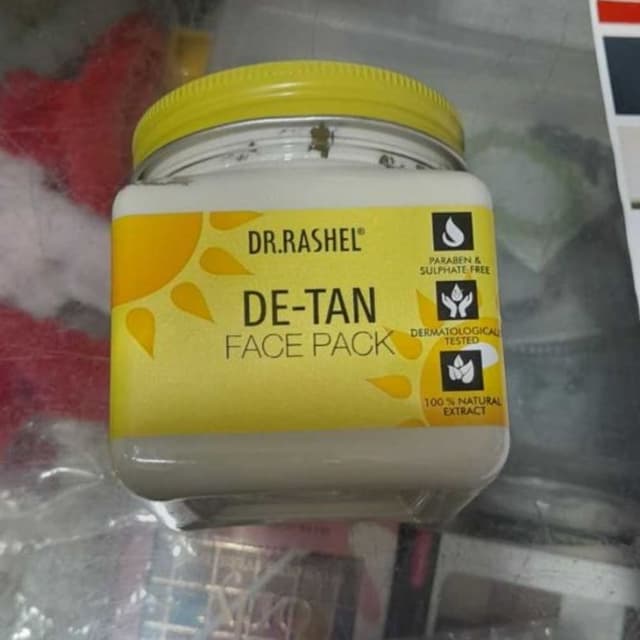 DR.RASHEL®
DE-TAN
FACE PACK
PARABEN &
SULPHATE FREE
DERMATOLOGICALLY
TESTED
100 % NATURAL
EXTRACT